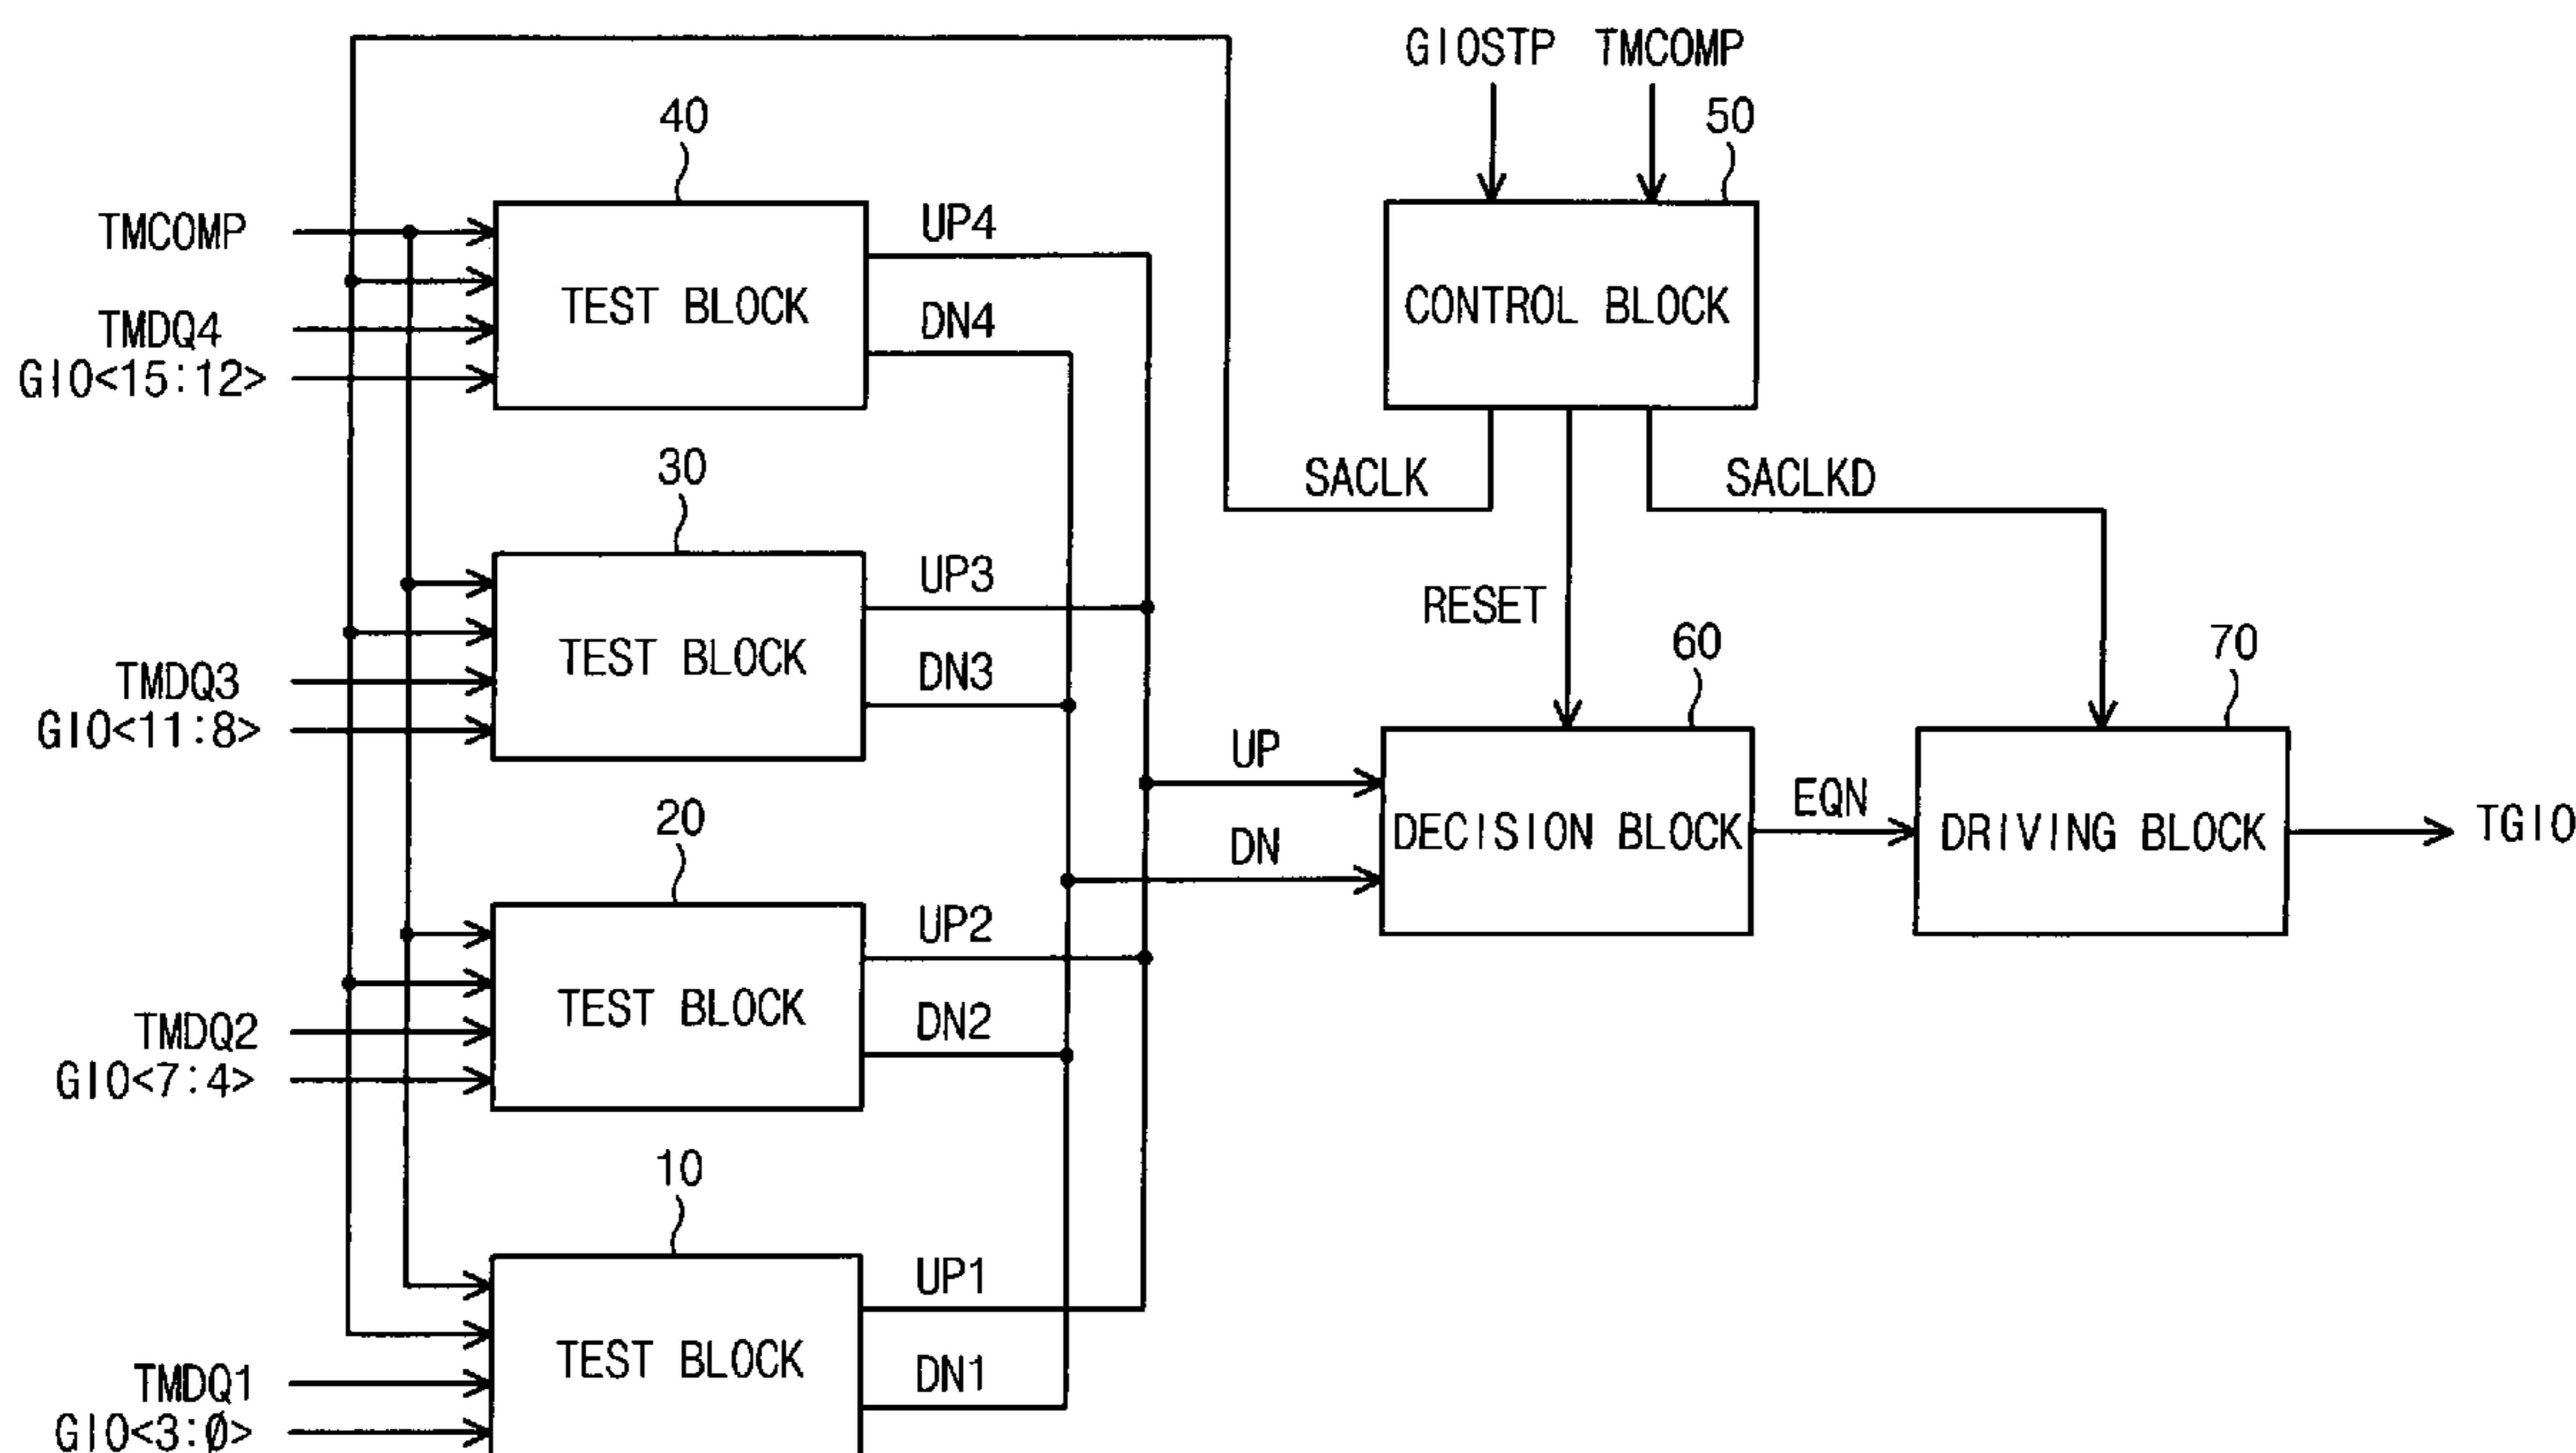 GIOSTP TMCOMP
40
50
TMCOMP
UP4
TEST BLOCK
CONTROL BLOCK
TMDQ4
DN4
GIO<15:12>
30
SACLK
SACLKD
UP3
RESET
TEST BLOCK
60
70
TMDQ3
DN3
GIO<11:8>
UP
20
EQN
DECISION BLOCK
DRIVING BLOCK
TGIO
DN
UP2
TEST BLOCK
TMDQ2
DN2
GIO<7:4>
10
UP1
TEST BLOCK
TMDQ1
DN1
GIO<3:0>